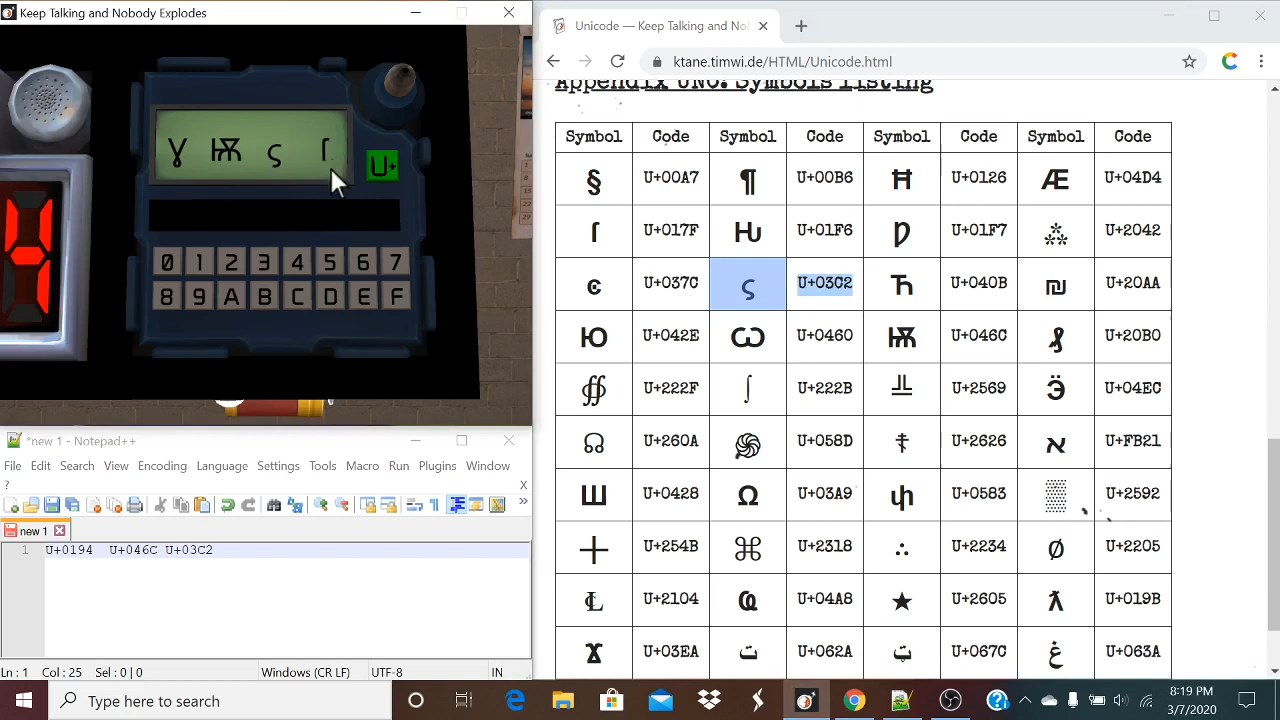 Keep Talking and Nobody Explodes
Ɣ Ѭ ς ſ
U+
0 1 2 3 4 5 6 7
8 9 A B C D E F
*new 1 - Notepad++
File Edit Search View Encoding Language Settings Tools Macro Run Plugins Window
?
X
new 1
1 U+0194 U+046C U+03C2
Ln : 1 Col : 25 Sel : 0 | 0 Windows (CR LF) UTF-8 IN
Unicode — Keep Talking and Nob
ktane.timwi.de/HTML/Unicode.html
Appendix UNC: Symbols Listing
Symbol Code Symbol Code Symbol Code Symbol Code
§ U+00A7 ¶ U+00B6 Ħ U+0126 Ӕ U+04D4
ſ U+017F Ƕ U+01F6 Ƿ U+01F7 ⁂ U+2042
ͼ U+037C ς U+03C2 Ћ U+040B ₪ U+20AA
Ю U+042E Ѡ U+0460 Ѭ U+046C ₰ U+20B0
∯ U+222F ∫ U+222B ╩ U+2569 Ӭ U+04EC
☊ U+260A ֍ U+058D ☦ U+2626 ﬡ U+FB21
Ш U+0428 Ω U+03A9 փ U+0583 ▒ U+2592
╋ U+254B ⌘ U+2318 ∴ U+2234 ∅ U+2205
℄ U+2104 Ҩ U+04A8 ★ U+2605 ƛ U+019B
Ϫ U+03EA ت U+062A ټ U+067C غ U+063A
Type here to search
8:19 PM
3/7/2020